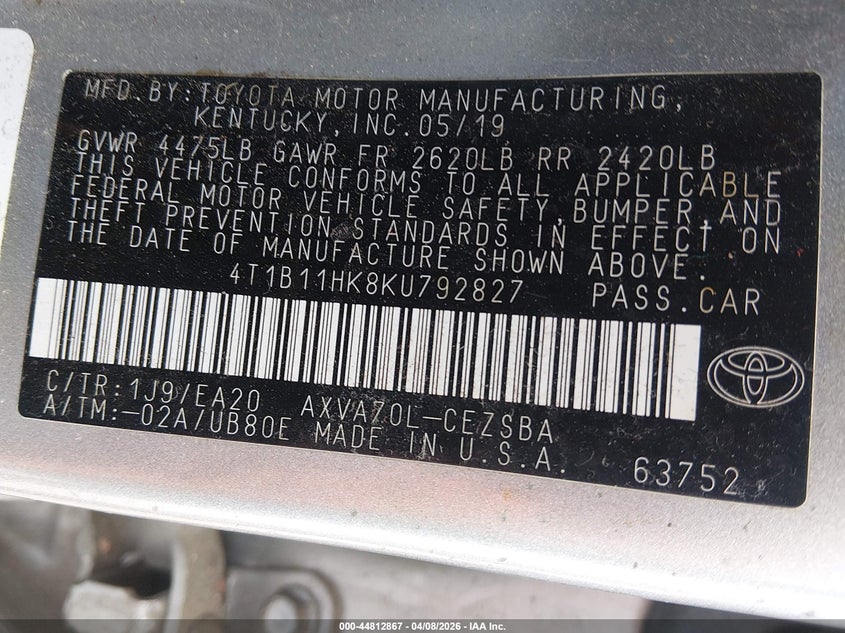 MFD.BY:TOYOTA MOTOR MANUFACTURING,
KENTUCKY,INC.05/19
GVWR 4475LB GAWR FR 2620LB RR 2420LB
THIS VEHICLE CONFORMS TO ALL APPLICABLE
FEDERAL MOTOR VEHICLE SAFETY,BUMPER,AND
THEFT PREVENTION STANDARDS IN EFFECT ON
THE DATE OF MANUFACTURE SHOWN ABOVE.
4T1B11HK8KU792827 PASS.CAR
C/TR:1J9/EA20 AXVA70L-CEZSBA
A/TM:-02A/UB80E MADE IN U.S.A.
63752
000-44812867 | 04/08/2026 - IAA Inc.